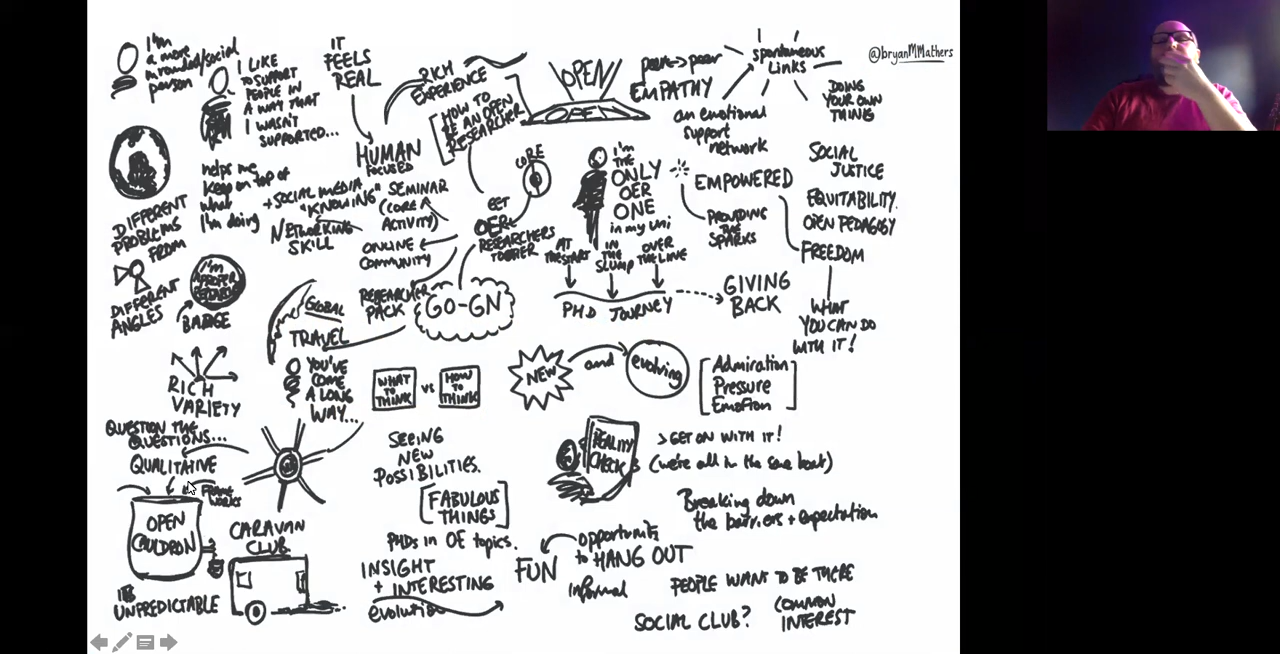 I'm
a more
rounded/social
person
I LIKE
TO SUPPORT
PEOPLE IN
A WAY THAT
I WASN'T
SUPPORTED...
IT
FEELS
REAL
RICH
EXPERIENCE
HOW TO
BE AN OPEN
RESEARCHER
OPEN
peer->peer
EMPATHY
an emotional
support
network
spontaneous
LINKS
@bryanMMathers
DOING
YOUR OWN
THING
HUMAN
FOCUSED
helps me
keep on top of
what
I'm doing
+ SOCIAL MEDIA
"KNOWING"
NETWORKING
SKILL
SEMINAR
(CORE
ACTIVITY)
ONLINE
COMMUNITY
CORE
GET
OER
RESEARCHERS
TOGETHER
I'm
THE
ONLY
OER
ONE
in my uni
EMPOWERED
PROVIDING
THE
SPARKS
SOCIAL
JUSTICE
EQUITABILITY.
OPEN PEDAGOGY
FREEDOM
WHAT
YOU CAN DO
WITH IT!
DIFFERENT
PROBLEMS
FROM
DIFFERENT
ANGLES
BADGE
GLOBAL
TRAVEL
RESEARCHER
PACK
GO-GN
AT
THE START
IN
THE
SLUMP
OVER
THE LINE
PHD JOURNEY
GIVING
BACK
RICH
VARIETY
YOU'VE
COME
A LONG
WAY...
WHAT
TO
THINK
vs
HOW
TO
THINK
NEW
and
evolving
Admiration
Pressure
Emotion
QUESTION THE
QUESTIONS...
QUALITATIVE
FRAME
WORKS
OPEN
CAULDRON
UNPREDICTABLE
CARAVAN
CLUB
SEEING
NEW
POSSIBILITIES.
FABULOUS
THINGS
PHDs in OE topics.
INSIGHT
+ INTERESTING
evolution
REALITY
CHECK
> GET ON WITH IT!
(we're all in the same boat)
Breaking down
the barriers + expectation
FUN
opportunity
to HANG OUT
informal
PEOPLE WANT TO BE THERE
SOCIAL CLUB?
COMMON
INTEREST